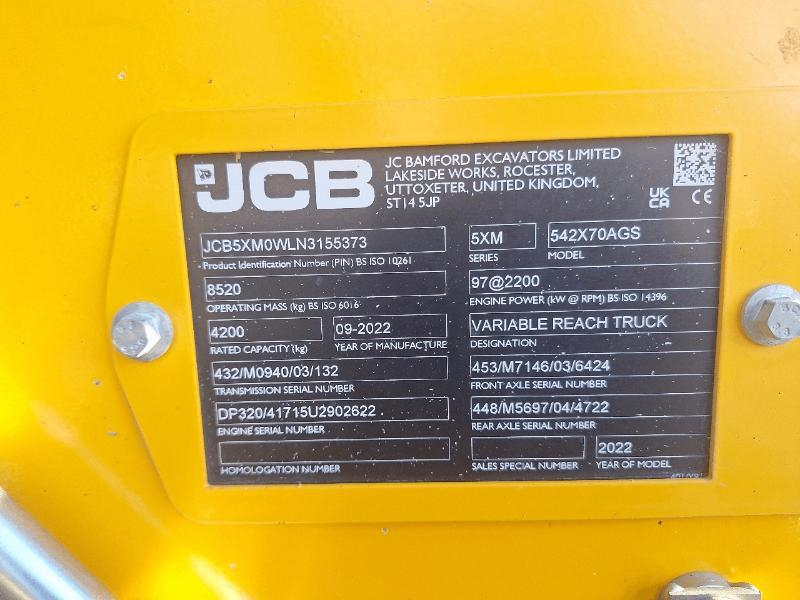 JCB
JC BAMFORD EXCAVATORS LIMITED
LAKESIDE WORKS, ROCESTER,
UTTOXETER, UNITED KINGDOM,
ST14 5JP
UK
CA CE
JCB5XM0WLN3155373
Product Identification Number (PIN) BS ISO 10261
5XM
SERIES
542X70AGS
MODEL
8520
OPERATING MASS (kg) BS ISO 6016
97@2200
ENGINE POWER (kW @ RPM) BS ISO 14396
4200
RATED CAPACITY (kg)
09-2022
YEAR OF MANUFACTURE
VARIABLE REACH TRUCK
DESIGNATION
432/M0940/03/132
TRANSMISSION SERIAL NUMBER
453/M7146/03/6424
FRONT AXLE SERIAL NUMBER
DP320/41715U2902622
ENGINE SERIAL NUMBER
448/M5697/04/4722
REAR AXLE SERIAL NUMBER
HOMOLOGATION NUMBER
SALES SPECIAL NUMBER
2022
YEAR OF MODEL